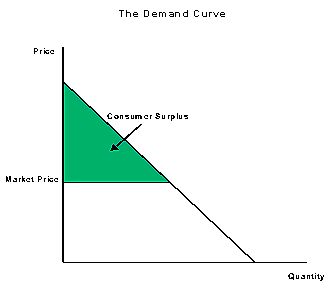 The Demand Curve
Price
Consumer Surplus
Market Price
Quantity